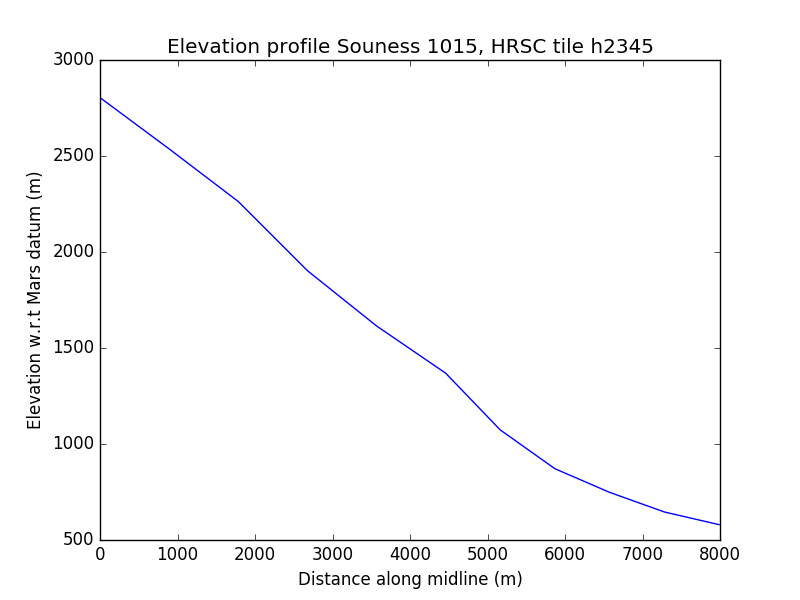 Elevation profile Souness 1015, HRSC tile h2345
Elevation w.r.t Mars datum (m)
3000
2500
2000
1500
1000
500
0 1000 2000 3000 4000 5000 6000 7000 8000
Distance along midline (m)